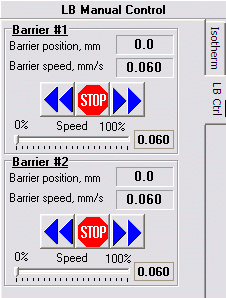 LB Manual Control
Barrier #1
Barrier position, mm 0.0
Barrier speed, mm/s 0.060
STOP
0% Speed 100%
0.060
Barrier #2
Barrier position, mm 0.0
Barrier speed, mm/s 0.060
STOP
0% Speed 100%
0.060
Isotherm
LB Ctrl